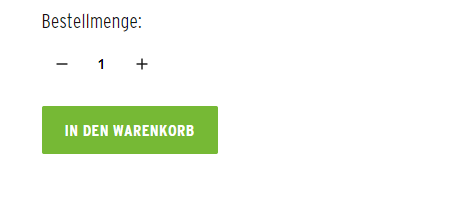 Bestellmenge:
− 1 +
IN DEN WARENKORB